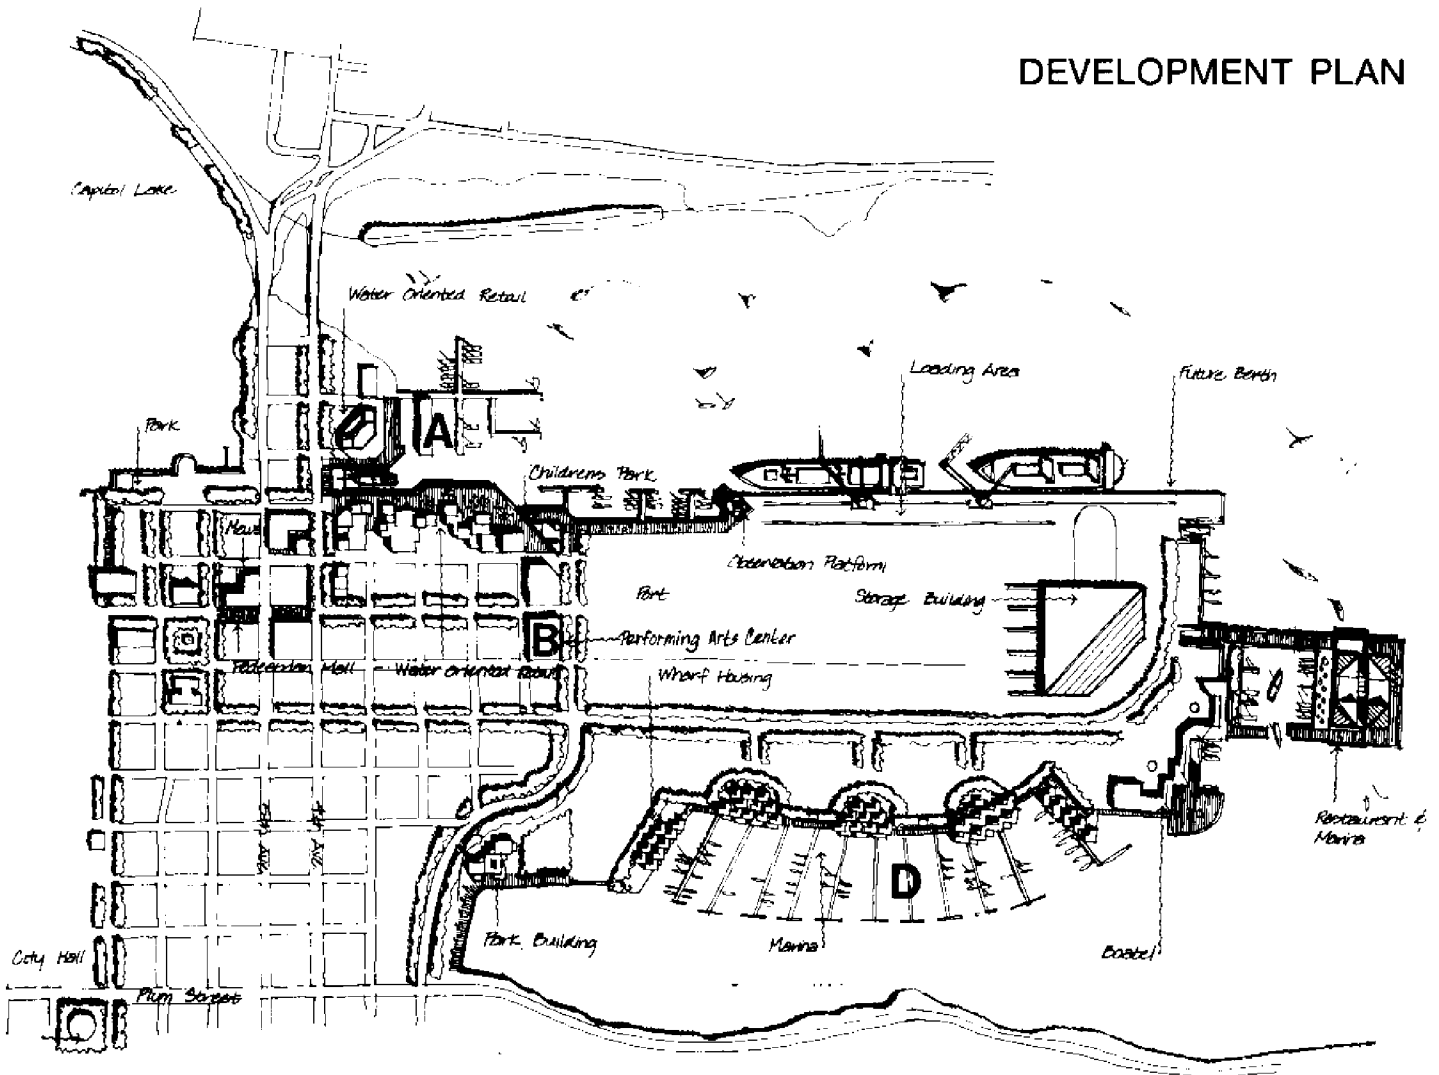 DEVELOPMENT PLAN
Capitol Lake
Water Oriented Retail
Loading Area
Future Berth
Park
A
Childrens Park
Mews
Observation Platform
Port
Storage Building
B
Performing Arts Center
Pedestrian Mall
Water Oriented Retail
Wharf Housing
Restaurant &
Marina
D
Park Building
Marina
Boatel
City Hall
Plum Street